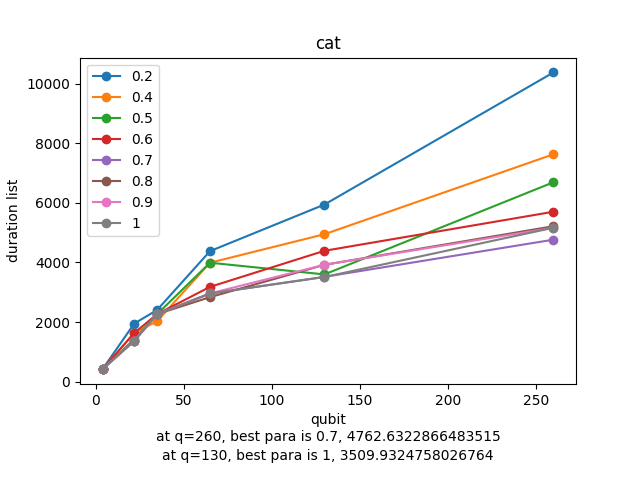 cat
10000
8000
6000
4000
2000
0
duration list
0.2
0.4
0.5
0.6
0.7
0.8
0.9
1
0 50 100 150 200 250
qubit
at q=260, best para is 0.7, 4762.6322866483515
at q=130, best para is 1, 3509.9324758026764